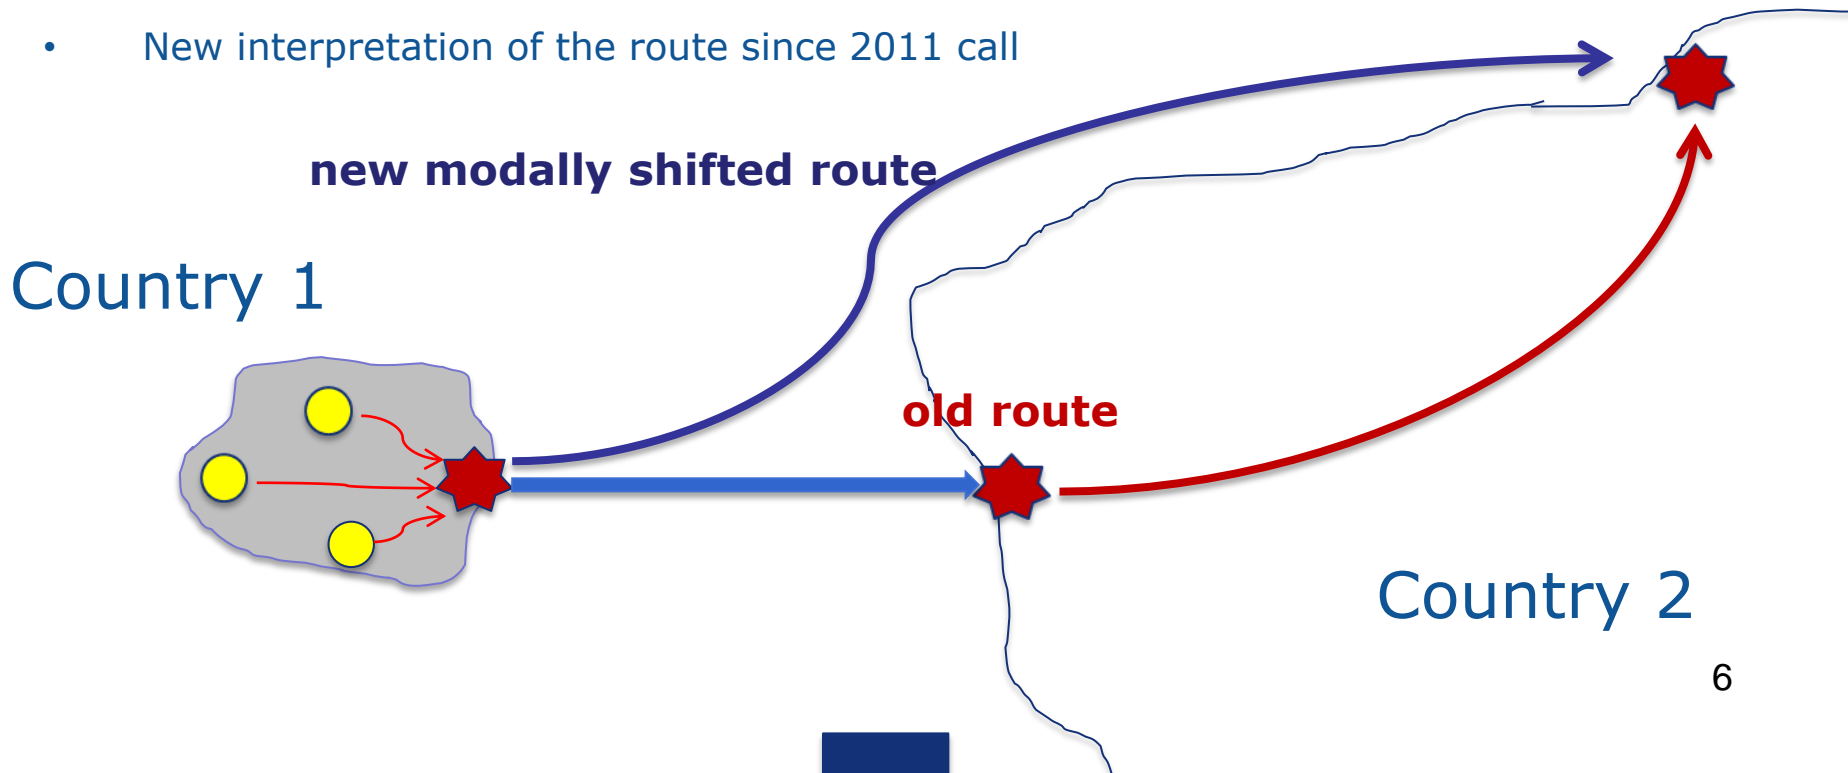 • New interpretation of the route since 2011 call
new modally shifted route
Country 1
old route
Country 2
6